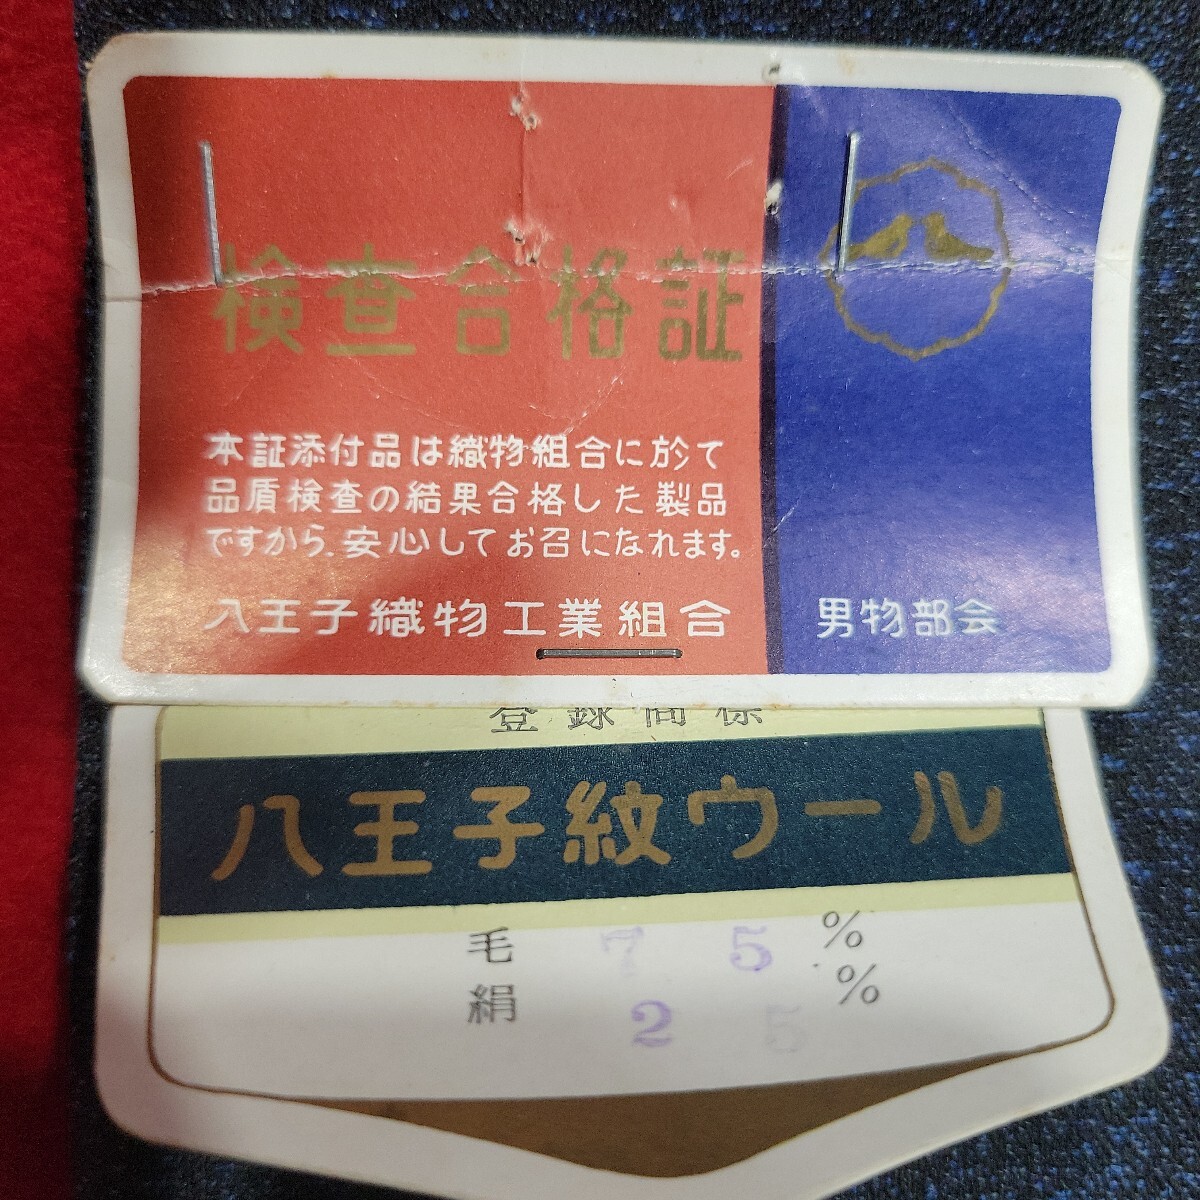 検査合格証
本証添付品は織物組合に於て
品質検査の結果合格した製品
ですから、安心してお召になれます。
八王子織物工業組合
男物部会
登録商標
八王子紋ウール
毛 75%
絹 25%